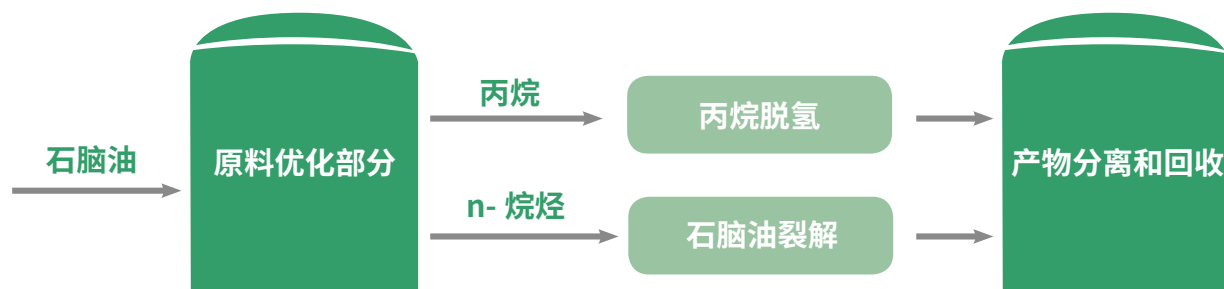 石脑油
原料优化部分
丙烷
丙烷脱氢
n- 烷烃
石脑油裂解
产物分离和回收